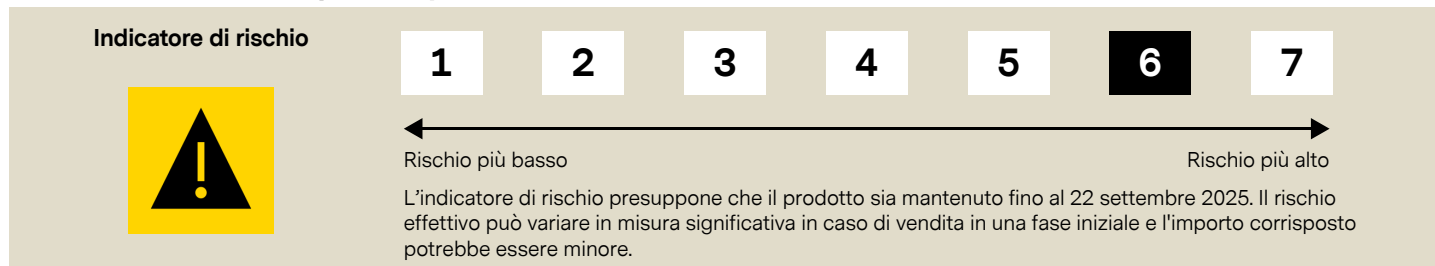 Indicatore di rischio
1 2 3 4 5 6 7
Rischio più basso
Rischio più alto
L’indicatore di rischio presuppone che il prodotto sia mantenuto fino al 22 settembre 2025. Il rischio
effettivo può variare in misura significativa in caso di vendita in una fase iniziale e l'importo corrisposto
potrebbe essere minore.